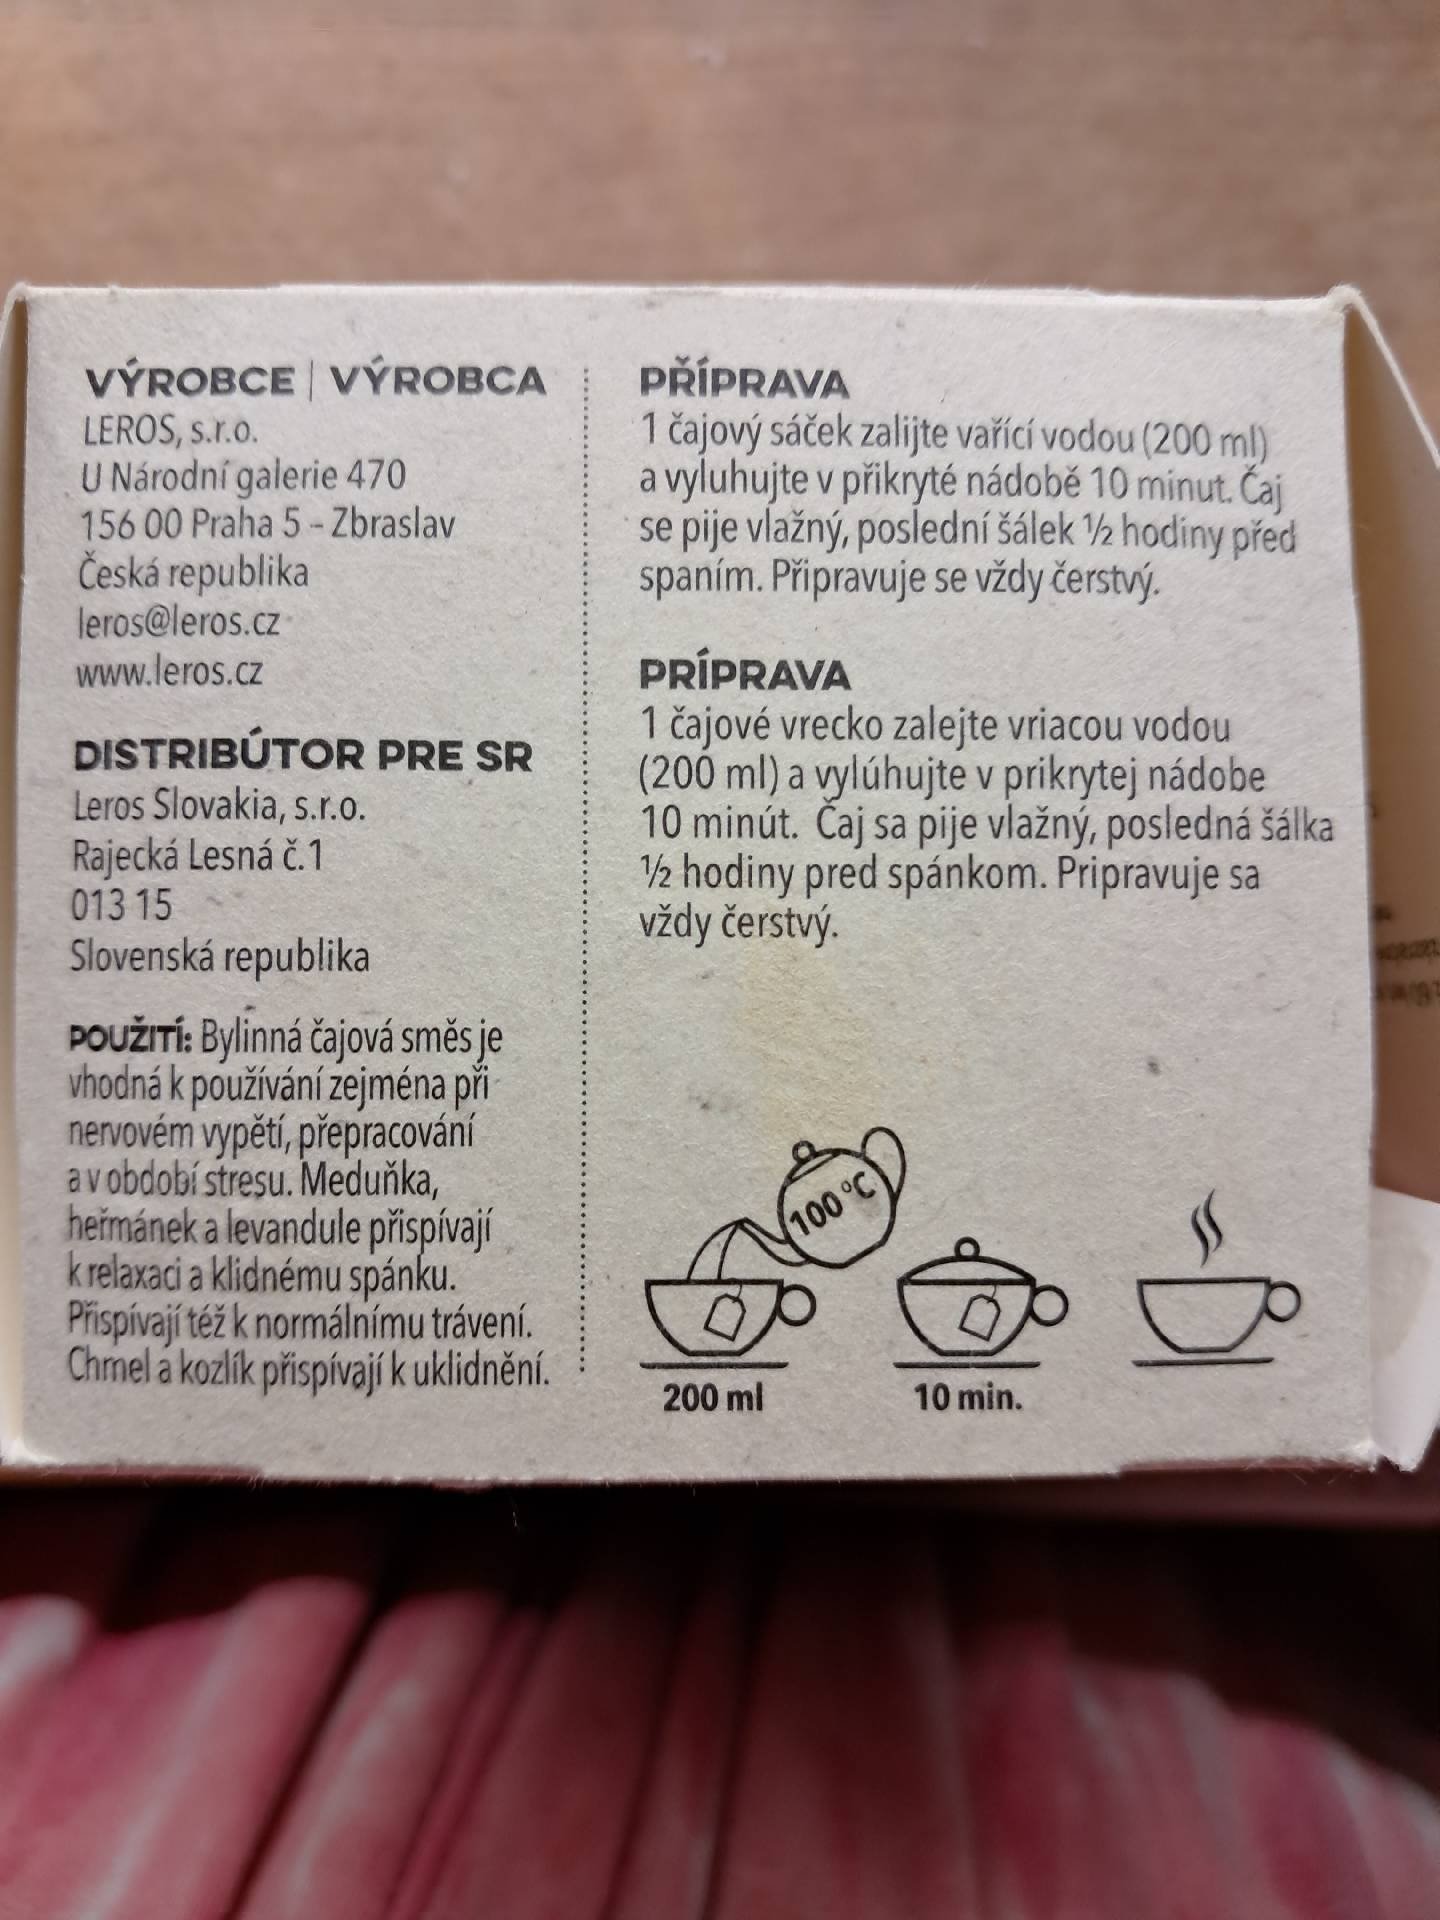 VÝROBCE | VÝROBCA
LEROS, s.r.o.
U Národní galerie 470
156 00 Praha 5 - Zbraslav
Česká republika
leros@leros.cz
www.leros.cz
DISTRIBÚTOR PRE SR
Leros Slovakia, s.r.o.
Rajecká Lesná č.1
013 15
Slovenská republika
POUŽITÍ: Bylinná čajová směs je
vhodná k používání zejména při
nervovém vypětí, přepracování
a v období stresu. Meduňka,
heřmánek a levandule přispívají
k relaxaci a klidnému spánku.
Přispívají též k normálnímu trávení.
Chmel a kozlík přispívají k uklidnění.
PŘÍPRAVA
1 čajový sáček zalijte vařící vodou (200 ml)
a vyluhujte v přikryté nádobě 10 minut. Čaj
se pije vlažný, poslední šálek ½ hodiny před
spaním. Připravuje se vždy čerstvý.
PRÍPRAVA
1 čajové vrecko zalejte vriacou vodou
(200 ml) a vylúhujte v prikrytej nádobe
10 minút. Čaj sa pije vlažný, posledná šálka
½ hodiny pred spánkom. Pripravuje sa
vždy čerstvý.
100 °C
200 ml
10 min.